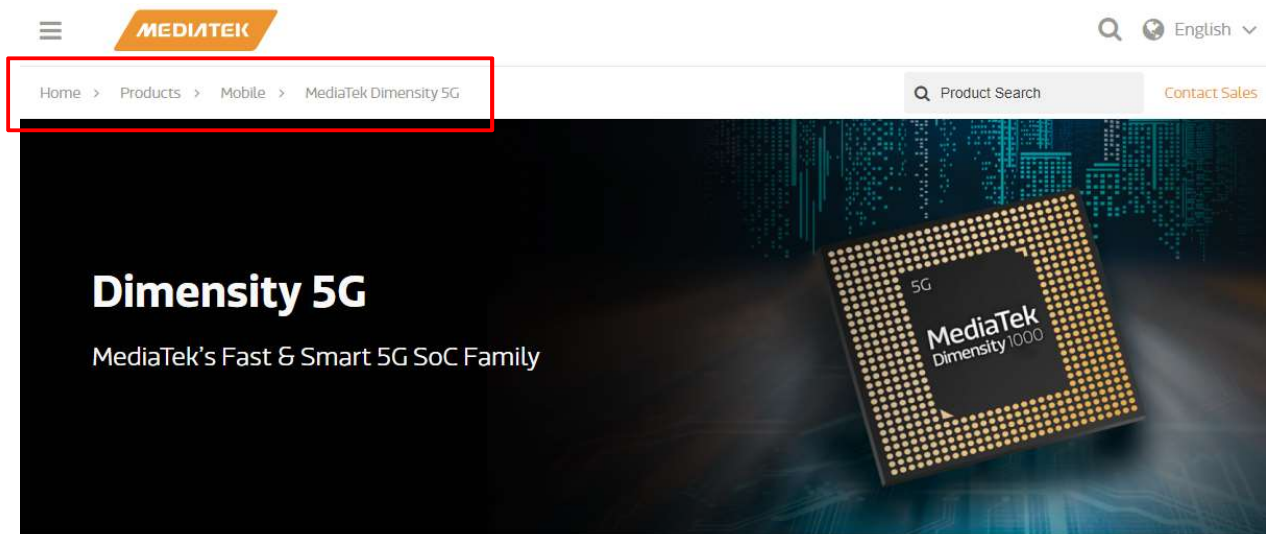 MEDIATEK
English
Home > Products > Mobile > MediaTek Dimensity 5G
Product Search
Contact Sales
Dimensity 5G
MediaTek's Fast & Smart 5G SoC Family
5G
MediaTek
Dimensity 1000